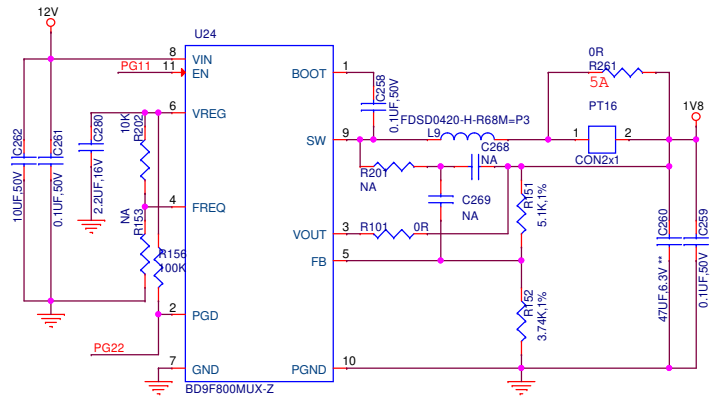 12V
U24
0R
R261
5A
8
VIN
PG11
11
EN
BOOT
1
C258
0.1UF,50V
FDSD0420-H-R68M=P3
PT16
1V8
6
VREG
10K
R202
C280
2.2UF,16V
C262
10UF,50V
C261
0.1UF,50V
SW
9
L9
1
2
CON2x1
C268
NA
R201
NA
C269
NA
R151
5.1K,1%
4
FREQ
NA
R153
VOUT
3
R101
0R
C260
47UF,6.3V **
C259
0.1UF,50V
R156
100K
FB
5
R152
3.74K,1%
2
PGD
PG22
7
GND
PGND
10
BD9F800MUX-Z